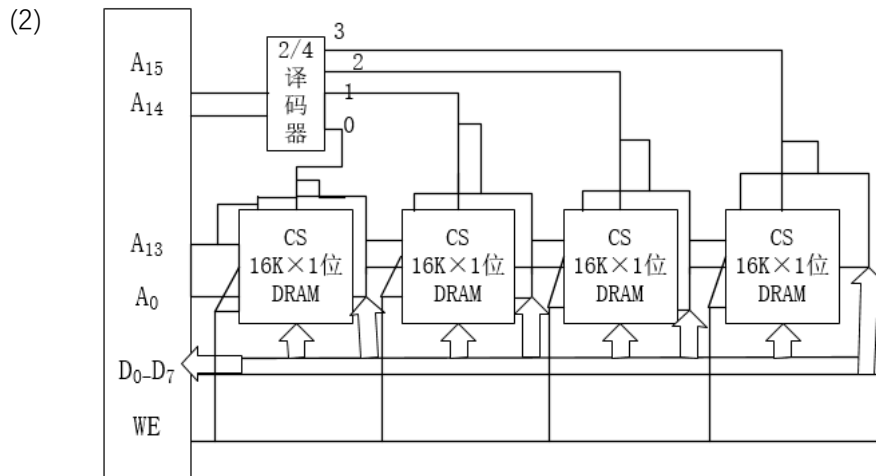 (2)
3
2/4
译
码
器
2
1
0
A15
A14
A13
A0
D0-D7
WE
CS
16K×1位
DRAM
CS
16K×1位
DRAM
CS
16K×1位
DRAM
CS
16K×1位
DRAM